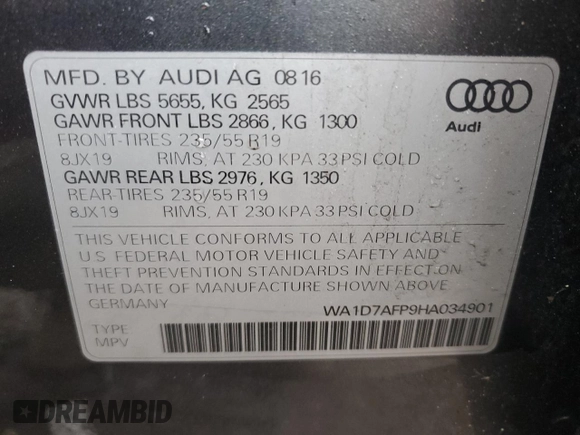 MFD. BY AUDI AG 0816
GVWR LBS 5655, KG 2565
GAWR FRONT LBS 2866, KG 1300
FRONT-TIRES 235/55 R19
8JX19 RIMS, AT 230 KPA 33 PSI COLD
GAWR REAR LBS 2976, KG 1350
REAR-TIRES 235/55 R19
8JX19 RIMS, AT 230 KPA 33 PSI COLD
Audi
THIS VEHICLE CONFORMS TO ALL APPLICABLE
U.S. FEDERAL MOTOR VEHICLE SAFETY AND
THEFT PREVENTION STANDARDS IN EFFECT ON
THE DATE OF MANUFACTURE SHOWN ABOVE.
GERMANY WA1D7AFP9HA034901
TYPE
MPV
DREAMBID